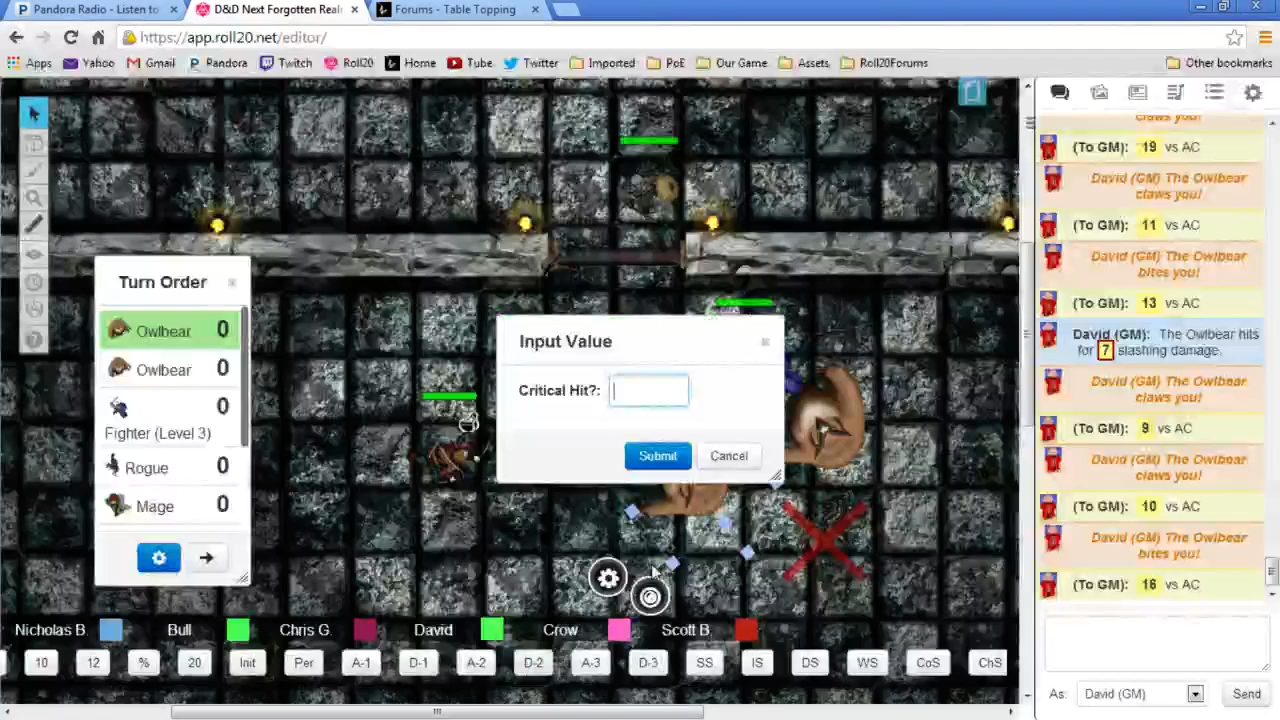 Pandora Radio - Listen to
D&D Next Forgotten Real
Forums - Table Topping
https://app.roll20.net/editor/
Apps Yahoo Gmail Pandora Twitch Roll20 Home Tube Twitter Imported PoE Our Game Assets Roll20Forums Other bookmarks
Turn Order
Owlbear 0
Owlbear 0
0
Fighter (Level 3)
Rogue 0
Mage 0
Input Value
Critical Hit?:
Submit Cancel
claws you!
(To GM): 19 vs AC
David (GM) The Owlbear
claws you!
(To GM): 11 vs AC
David (GM) The Owlbear
bites you!
(To GM): 13 vs AC
David (GM): The Owlbear hits
for 7 slashing damage.
David (GM) The Owlbear
claws you!
(To GM): 9 vs AC
David (GM) The Owlbear
claws you!
(To GM): 10 vs AC
David (GM) The Owlbear
bites you!
(To GM): 16 vs AC
Nicholas B. Bull Chris G. David Crow Scott B.
10 12 % 20 Init Per A-1 D-1 A-2 D-2 A-3 D-3 SS IS DS WS CoS ChS
As: David (GM) Send